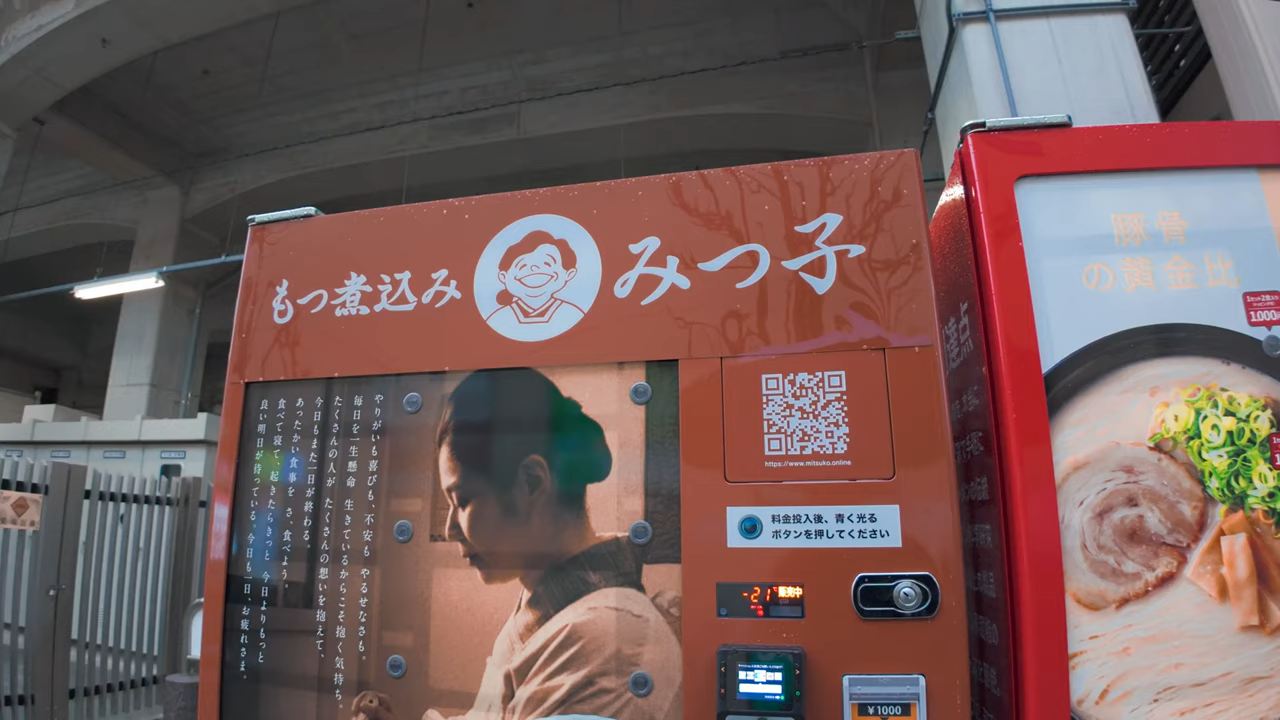 もつ煮込み みつ子
やりがいも喜びも、不安も やるせなさも。
毎日を一生懸命 生きているからこそ抱く気持ち。
たくさんの人が たくさんの想いを抱えて、
今日もまた一日が終わる。
あったかい食事を さ、食べよう。
食べて寝て、起きたらきっと 今日よりもっと
良い明日が待っている。今日も一日、お疲れさま。
https://www.mitsuko.online
料金投入後、青く光る
ボタンを押してください
-21℃ 販売中
¥1000
豚骨
の黄金比
1,000円